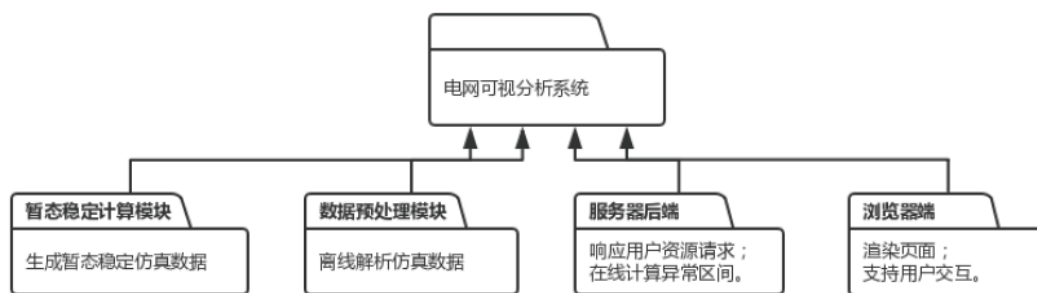 电网可视分析系统
暂态稳定计算模块
生成暂态稳定仿真数据
数据预处理模块
离线解析仿真数据
服务器后端
响应用户资源请求；
在线计算异常区间。
浏览器端
渲染页面；
支持用户交互。